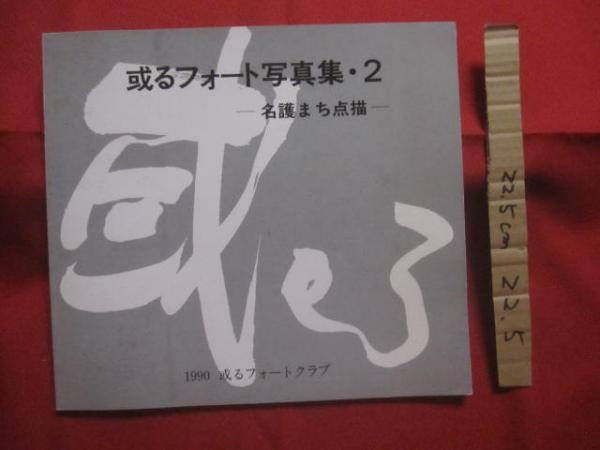 或るフォート写真集・2
─ 名護まち点描 ─
或る
1990 或るフォートクラブ
22.5cm 22.5